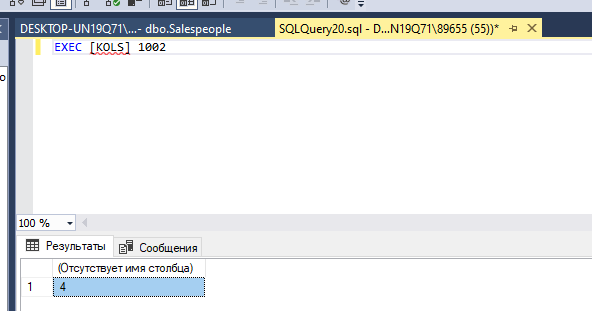 DESKTOP-UN19Q71\...- dbo.Salespeople
SQLQuery20.sql - D...N19Q71\89655 (55))*
EXEC [KOLS] 1002
100 %
Результаты
Сообщения
(Отсутствует имя столбца)
1
4